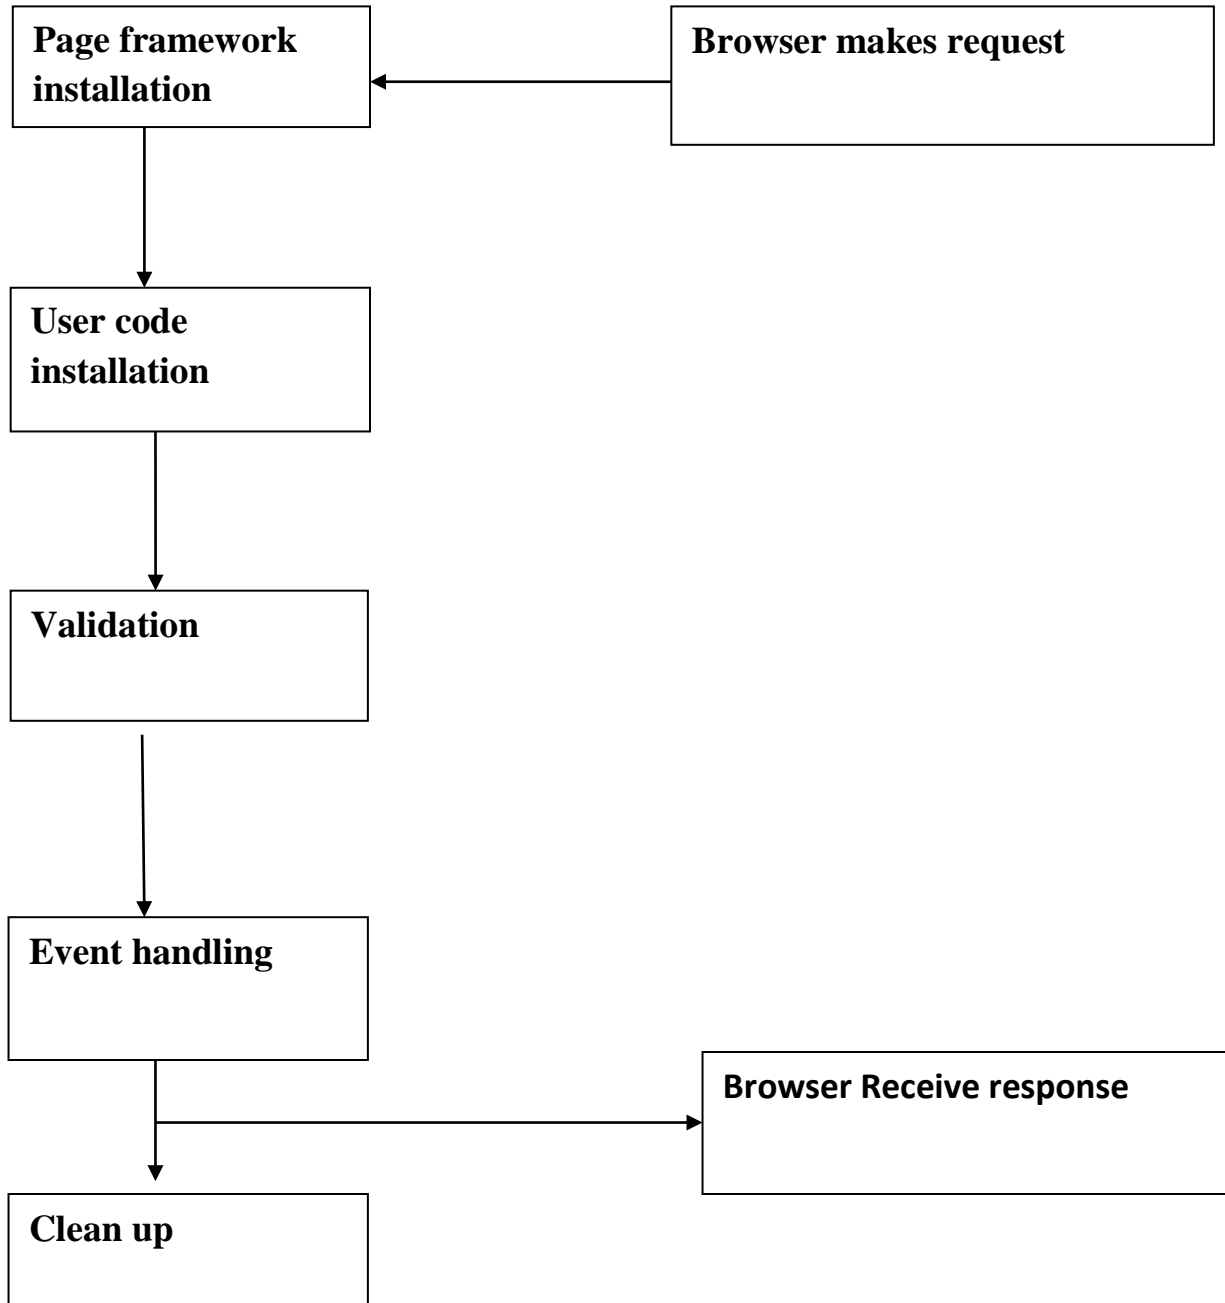 Page framework
installation
Browser makes request
User code
installation
Validation
Event handling
Browser Receive response
Clean up